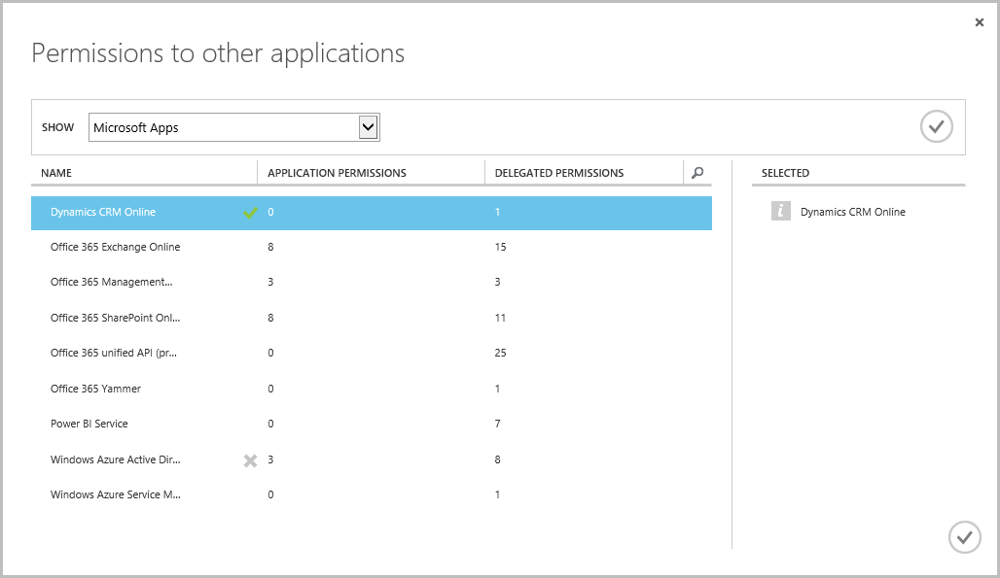 Permissions to other applications
SHOW Microsoft Apps
NAME APPLICATION PERMISSIONS DELEGATED PERMISSIONS SELECTED
Dynamics CRM Online 0 1 i Dynamics CRM Online
Office 365 Exchange Online 8 15
Office 365 Management... 3 3
Office 365 SharePoint Onl... 8 11
Office 365 unified API (pr... 0 25
Office 365 Yammer 0 1
Power BI Service 0 7
Windows Azure Active Dir... 3 8
Windows Azure Service M... 0 1